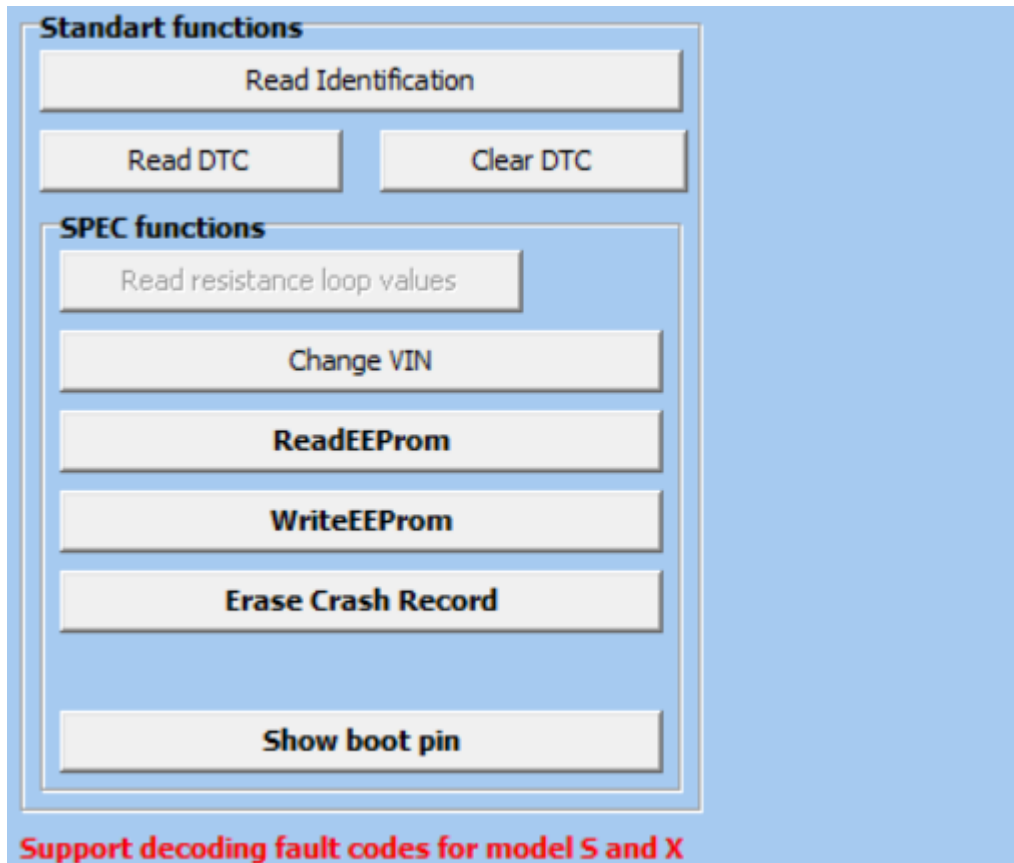 Standart functions
Read Identification
Read DTC
Clear DTC
SPEC functions
Read resistance loop values
Change VIN
ReadEEProm
WriteEEProm
Erase Crash Record
Show boot pin
Support decoding fault codes for model S and X